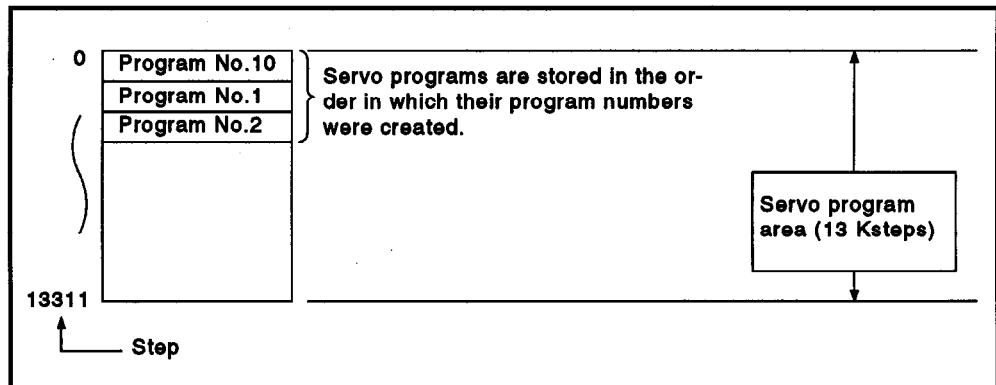 0
Program No.10
Program No.1
Program No.2
Servo programs are stored in the or-
der in which their program numbers
were created.
Servo program
area (13 Ksteps)
13311
Step